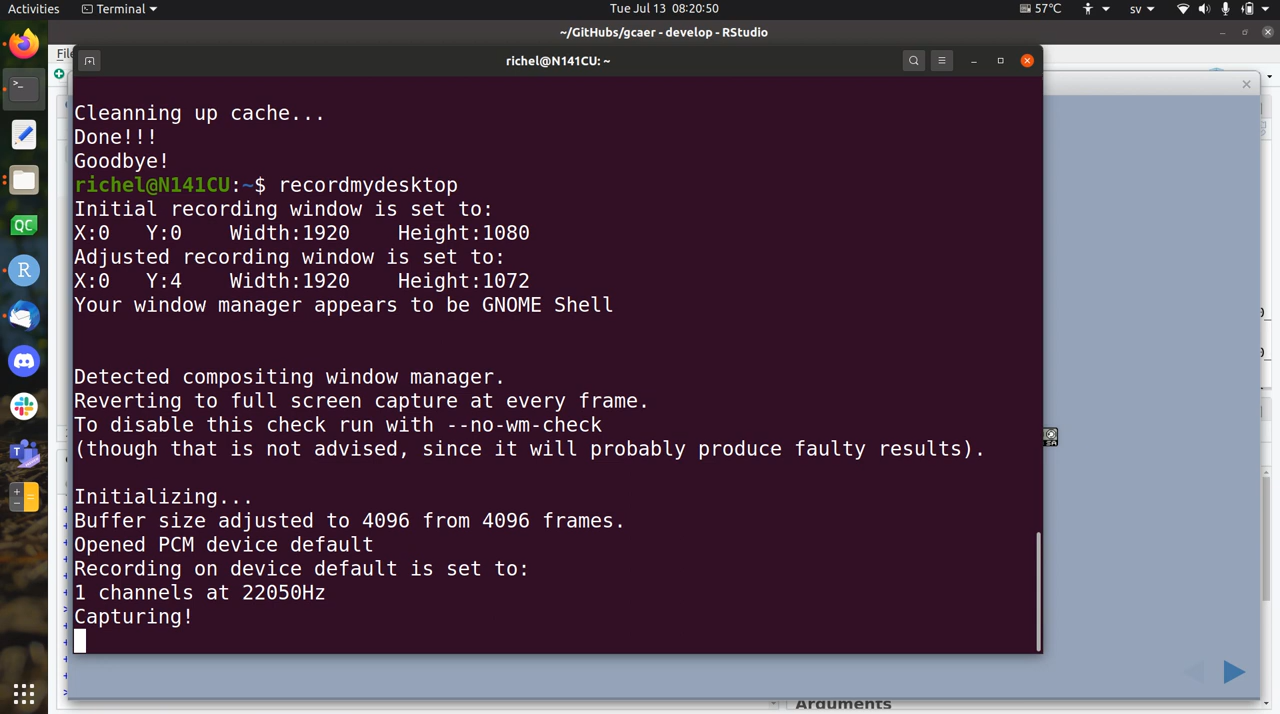 Activities
Terminal
Tue Jul 13 08:20:50
57°C
sv
~/GitHubs/gcaer - develop - RStudio
File
richel@N141CU: ~
Cleanning up cache...
Done!!!
Goodbye!
richel@N141CU:~$ recordmydesktop
Initial recording window is set to:
X:0 Y:0 Width:1920 Height:1080
Adjusted recording window is set to:
X:0 Y:4 Width:1920 Height:1072
Your window manager appears to be GNOME Shell
Detected compositing window manager.
Reverting to full screen capture at every frame.
To disable this check run with --no-wm-check
(though that is not advised, since it will probably produce faulty results).
Initializing...
Buffer size adjusted to 4096 from 4096 frames.
Opened PCM device default
Recording on device default is set to:
1 channels at 22050Hz
Capturing!
QC
R
Arguments